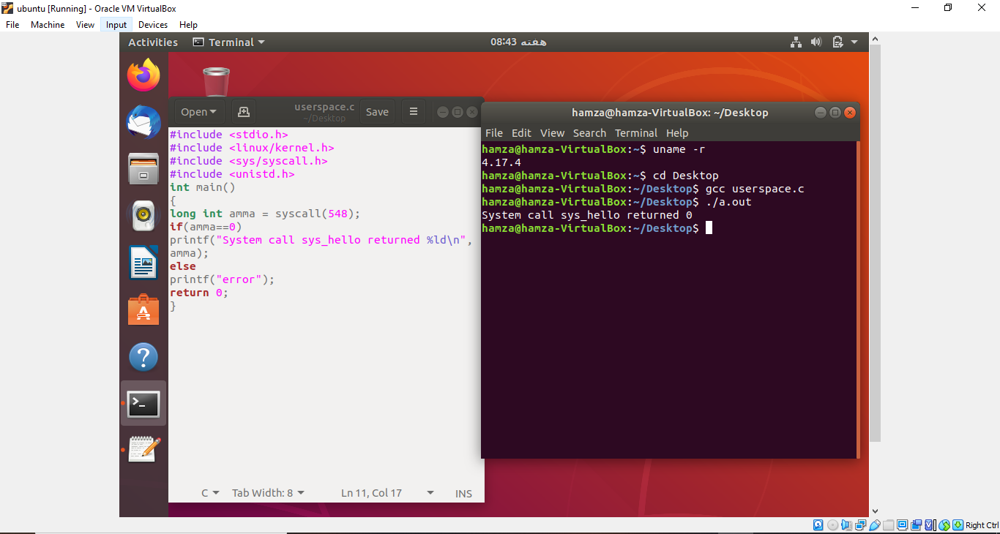 ubuntu [Running] - Oracle VM VirtualBox
File Machine View Input Devices Help
Activities Terminal هفته 08:43
Open userspace.c Save
~/Desktop
#include <stdio.h>
#include <linux/kernel.h>
#include <sys/syscall.h>
#include <unistd.h>
int main()
{
long int amma = syscall(548);
if(amma==0)
printf("System call sys_hello returned %ld\n",
amma);
else
printf("error");
return 0;
}
C Tab Width: 8 Ln 11, Col 17 INS
hamza@hamza-VirtualBox: ~/Desktop
File Edit View Search Terminal Help
hamza@hamza-VirtualBox:~$ uname -r
4.17.4
hamza@hamza-VirtualBox:~$ cd Desktop
hamza@hamza-VirtualBox:~/Desktop$ gcc userspace.c
hamza@hamza-VirtualBox:~/Desktop$ ./a.out
System call sys_hello returned 0
hamza@hamza-VirtualBox:~/Desktop$
Right Ctrl